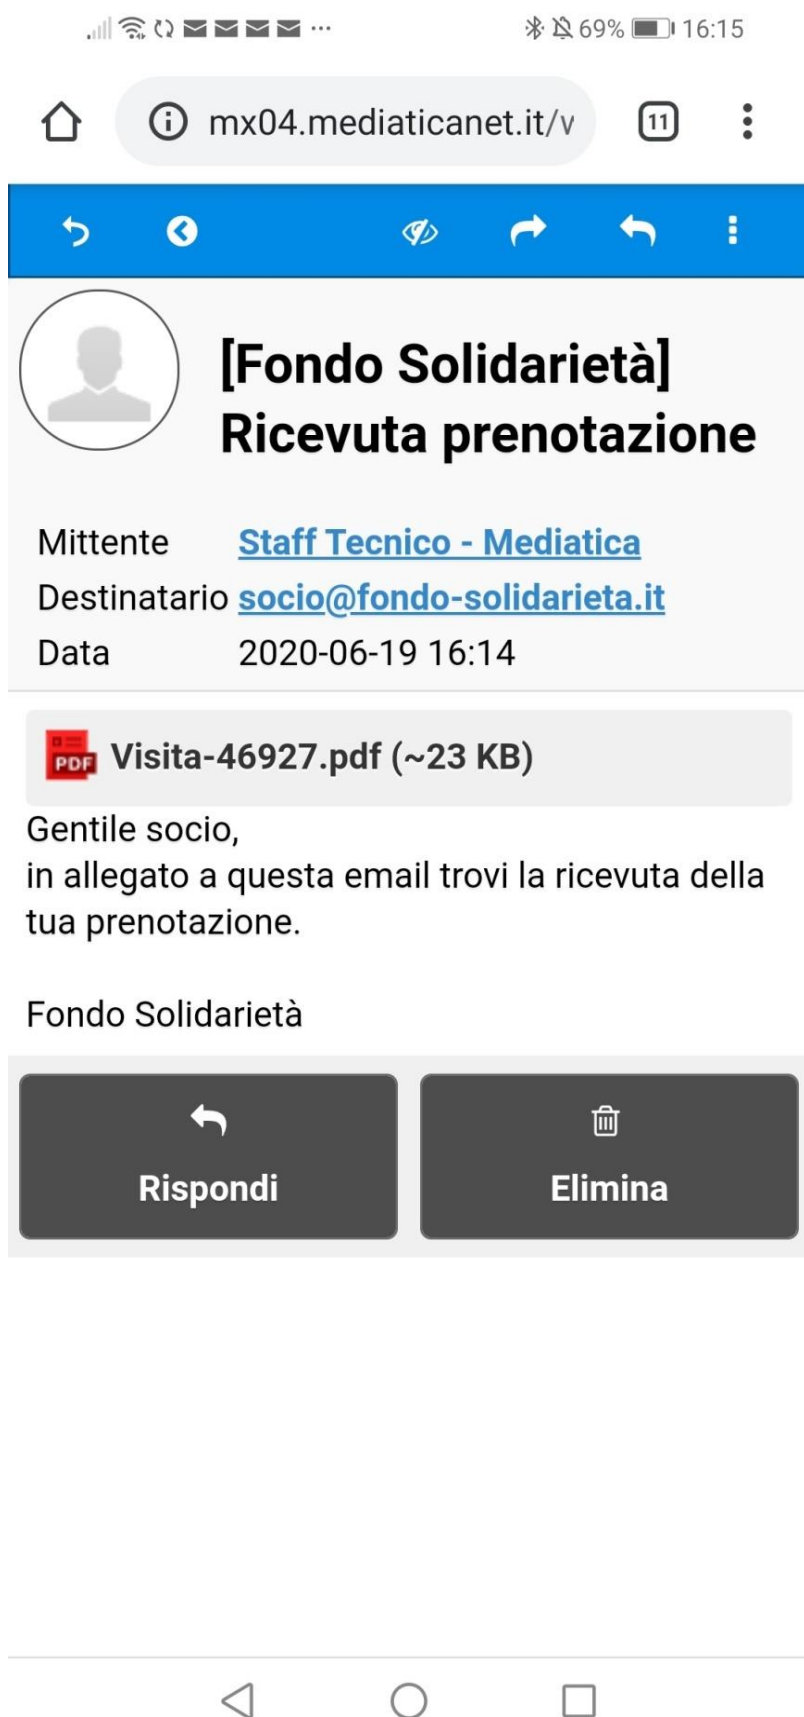 69% 16:15
mx04.mediaticanet.it/v
11
[Fondo Solidarietà]
Ricevuta prenotazione
Mittente Staff Tecnico - Mediatica
Destinatario socio@fondo-solidarieta.it
Data 2020-06-19 16:14
PDF Visita-46927.pdf (~23 KB)
Gentile socio,
in allegato a questa email trovi la ricevuta della
tua prenotazione.
Fondo Solidarietà
Rispondi Elimina